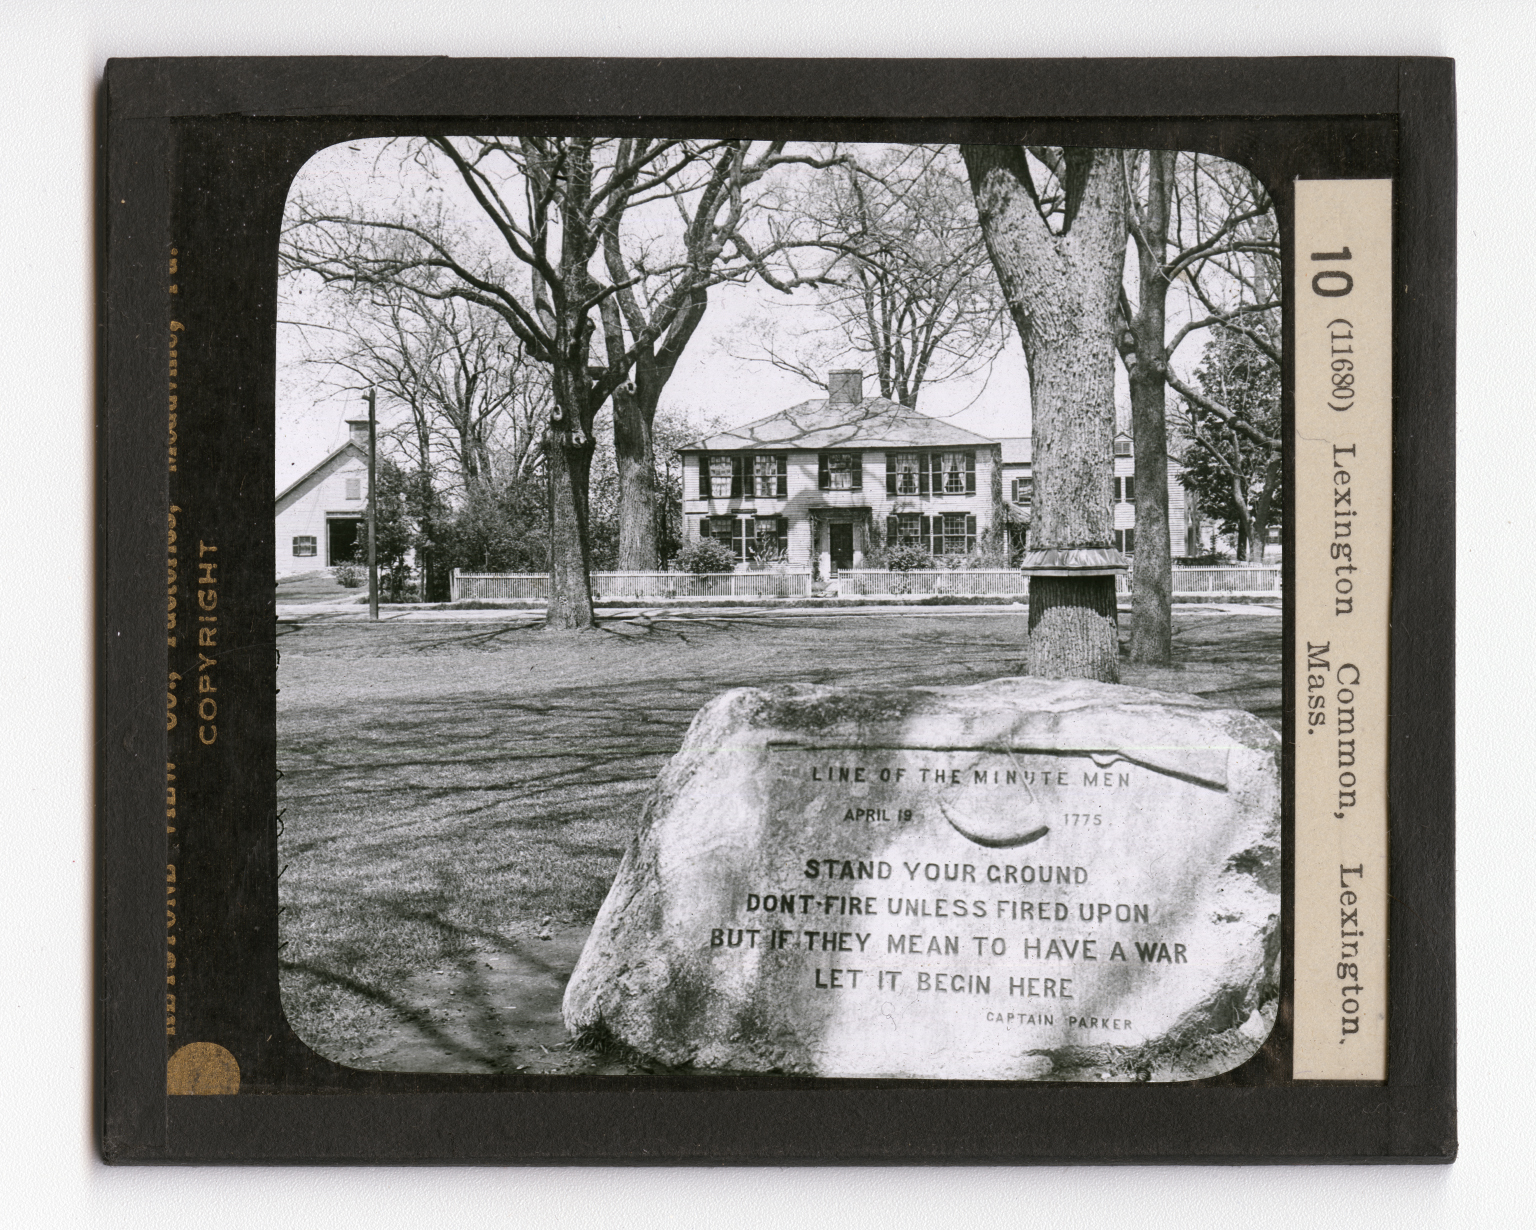 LINE OF THE MINUTE MEN
APRIL 19 1775.
STAND YOUR GROUND
DONT·FIRE UNLESS FIRED UPON
BUT IF THEY MEAN TO HAVE A WAR
LET IT BEGIN HERE
CAPTAIN PARKER
10 (11680) Lexington Common, Lexington,
Mass.
COPYRIGHT